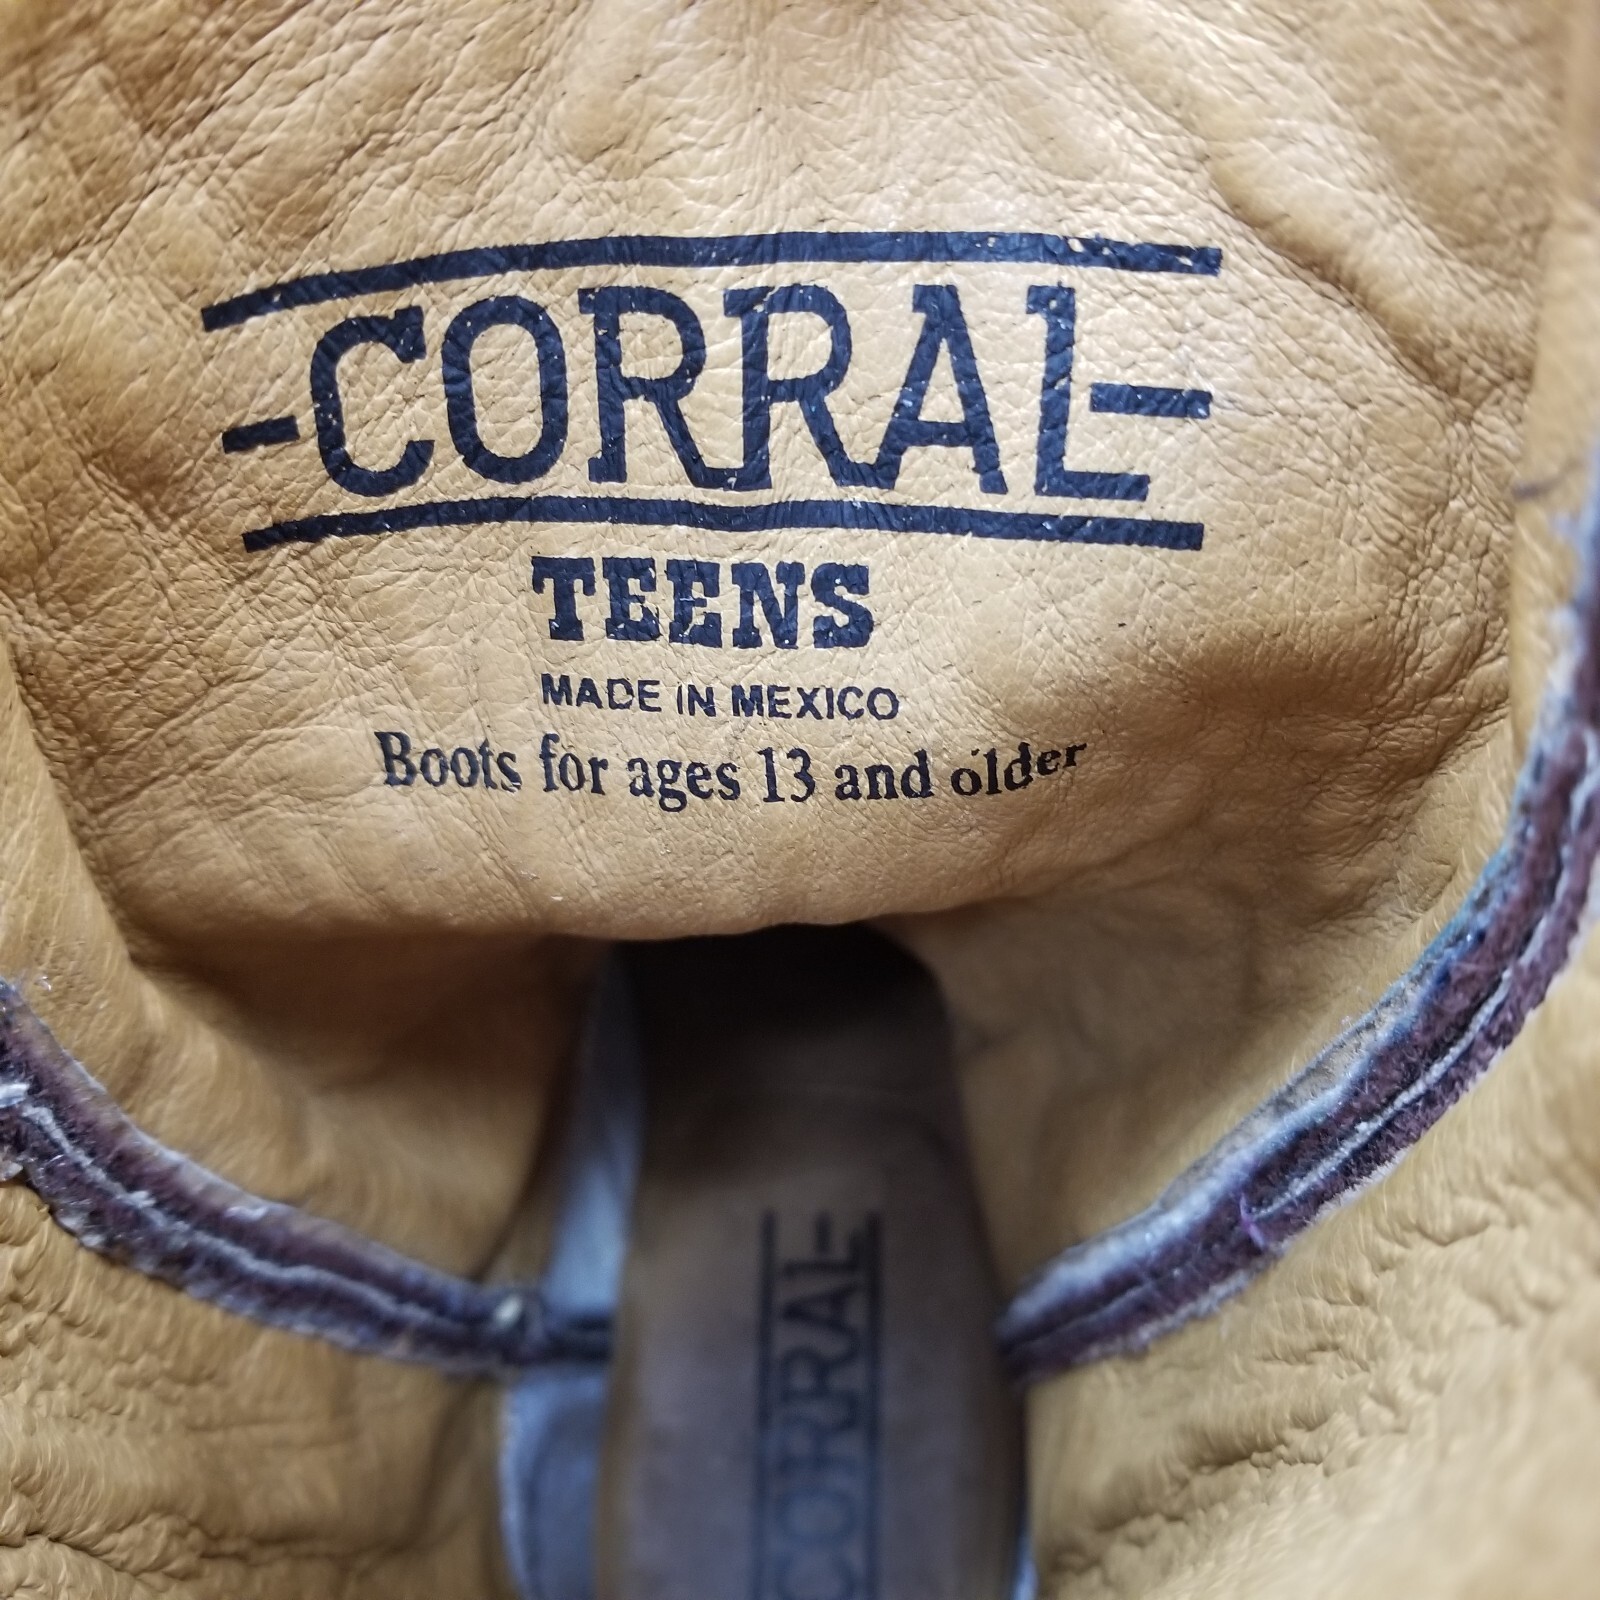 -CORRAL-
TEENS
MADE IN MEXICO
Boots for ages 13 and older
CORRAL-